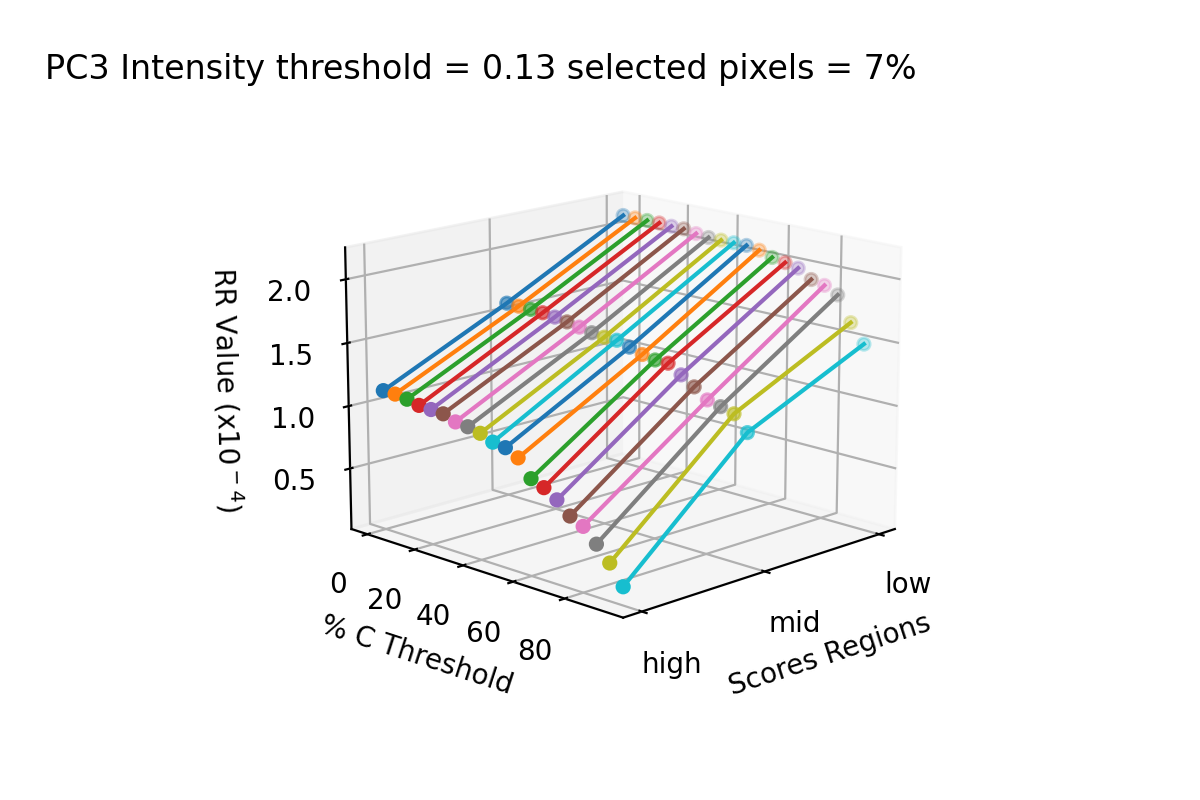 PC3 Intensity threshold = 0.13 selected pixels = 7%
RR Value (x10⁻⁴)
2.0
1.5
1.0
0.5
0
20
40
60
80
% C Threshold
high
mid
low
Scores Regions